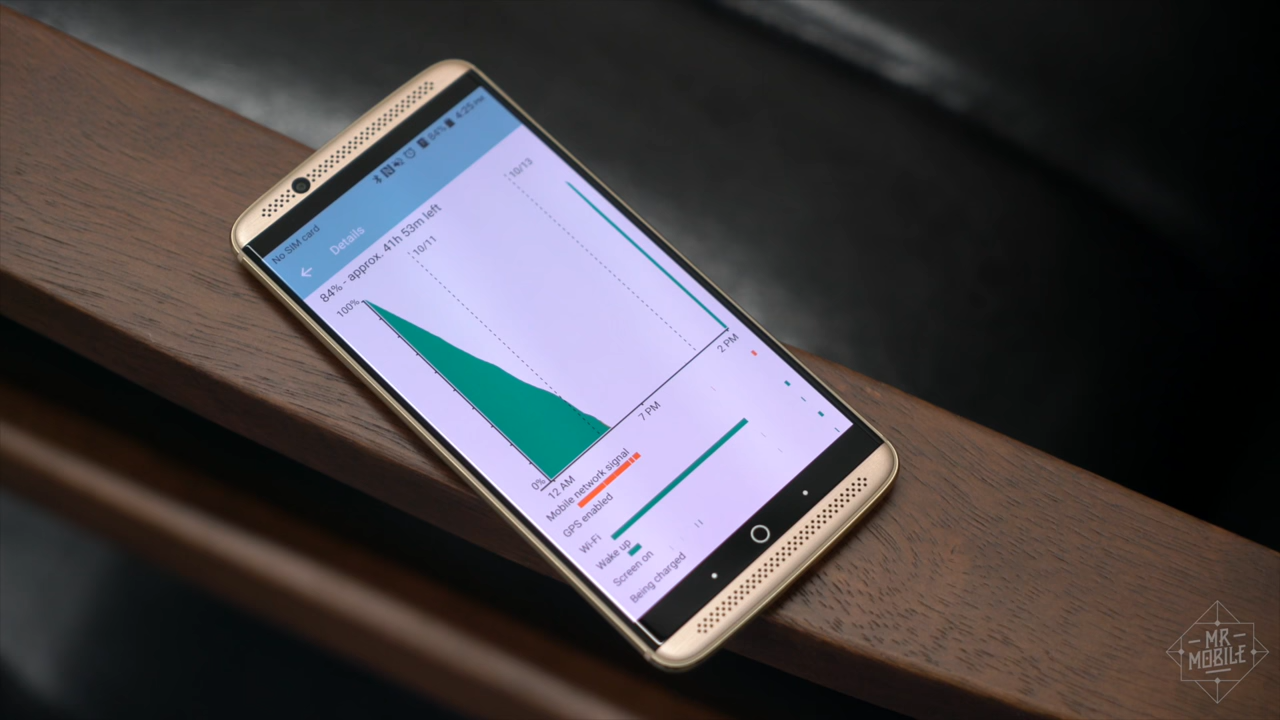 No SIM card 84% 4:25 PM
Details
84% - approx. 41h 53m left
10/11
10/13
100%
0%
12 AM
7 PM
2 PM
Mobile network signal
GPS enabled
Wi-Fi
Wake up
Screen on
Being charged
MR
MOBILE